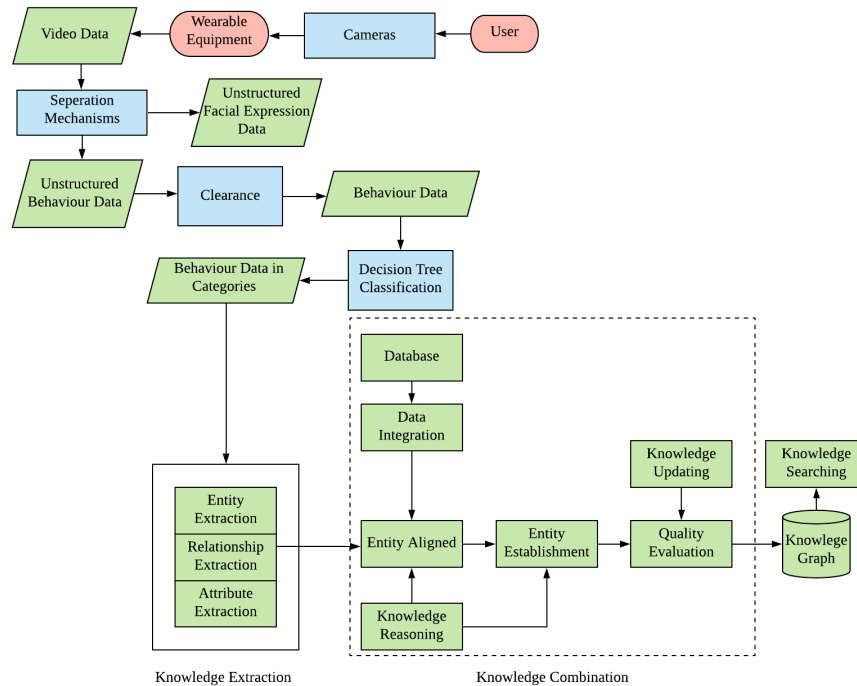 Video Data
Wearable
Equipment
Cameras
User
Seperation
Mechanisms
Unstructured
Facial Expression
Data
Unstructured
Behaviour Data
Clearance
Behaviour Data
Behaviour Data in
Categories
Decision Tree
Classification
Database
Data
Integration
Knowledge
Updating
Knowledge
Searching
Entity
Extraction
Relationship
Extraction
Attribute
Extraction
Entity Aligned
Entity
Establishment
Quality
Evaluation
Knowlege
Graph
Knowledge
Reasoning
Knowledge Extraction
Knowledge Combination